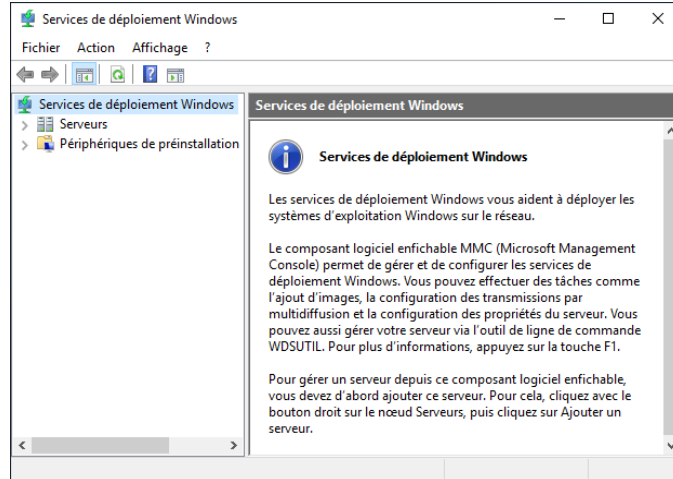 Services de déploiement Windows
Fichier Action Affichage ?
Services de déploiement Windows
Serveurs
Périphériques de préinstallation
Services de déploiement Windows
Services de déploiement Windows
Les services de déploiement Windows vous aident à déployer les
systèmes d'exploitation Windows sur le réseau.
Le composant logiciel enfichable MMC (Microsoft Management
Console) permet de gérer et de configurer les services de
déploiement Windows. Vous pouvez effectuer des tâches comme
l'ajout d'images, la configuration des transmissions par
multidiffusion et la configuration des propriétés du serveur. Vous
pouvez aussi gérer votre serveur via l'outil de ligne de commande
WDSUTIL. Pour plus d'informations, appuyez sur la touche F1.
Pour gérer un serveur depuis ce composant logiciel enfichable,
vous devez d'abord ajouter ce serveur. Pour cela, cliquez avec le
bouton droit sur le nœud Serveurs, puis cliquez sur Ajouter un
serveur.